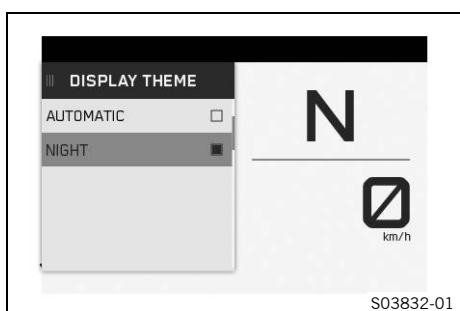 DISPLAY THEME
AUTOMATIC
NIGHT
N
0
km/h
S03832-01